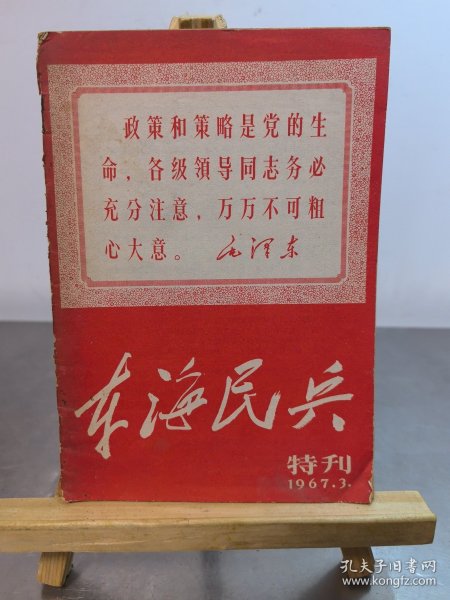 政策和策略是党的生
命，各级領导同志务必
充分注意，万万不可粗
心大意。 毛泽东
东海民兵
特刊
1967.3.
孔夫子旧书网
www.kongfz.com